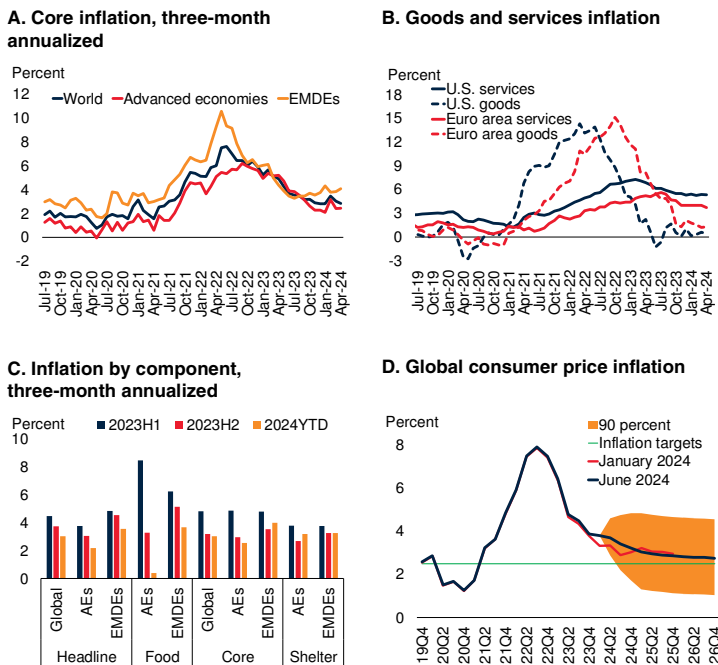 A. Core inflation, three-month
annualized
Percent
12
10
8
6
4
2
0
-2
World
Advanced economies
EMDEs
Jul-19
Oct-19
Jan-20
Apr-20
Jul-20
Oct-20
Jan-21
Apr-21
Jul-21
Oct-21
Jan-22
Apr-22
Jul-22
Oct-22
Jan-23
Apr-23
Jul-23
Oct-23
Jan-24
Apr-24
B. Goods and services inflation
Percent
18
15
12
9
6
3
0
-3
U.S. services
U.S. goods
Euro area services
Euro area goods
Jul-19
Oct-19
Jan-20
Apr-20
Jul-20
Oct-20
Jan-21
Apr-21
Jul-21
Oct-21
Jan-22
Apr-22
Jul-22
Oct-22
Jan-23
Apr-23
Jul-23
Oct-23
Jan-24
Apr-24
C. Inflation by component,
three-month annualized
Percent
2023H1
2023H2
2024YTD
10
8
6
4
2
0
Global
AEs
EMDEs
AEs
EMDEs
Global
AEs
EMDEs
AEs
EMDEs
Headline
Food
Core
Shelter
D. Global consumer price inflation
Percent
8
6
4
2
0
90 percent
Inflation targets
January 2024
June 2024
19Q4
20Q2
20Q4
21Q2
21Q4
22Q2
22Q4
23Q2
23Q4
24Q2
24Q4
25Q2
25Q4
26Q2
26Q4